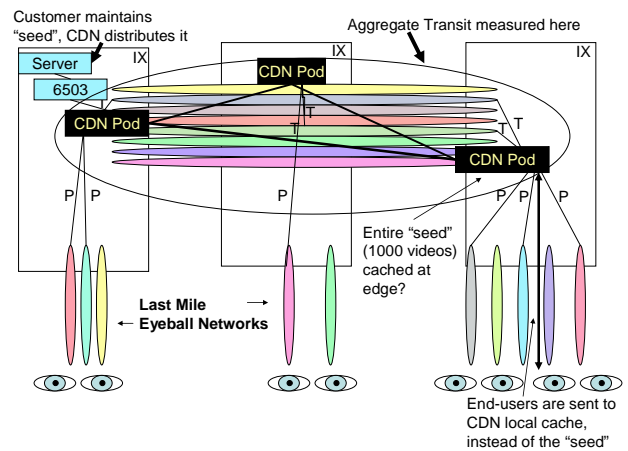 Customer maintains
“seed”, CDN distributes it
Aggregate Transit measured here
IX
IX
IX
Server
6503
CDN Pod
CDN Pod
CDN Pod
T
T
T
T
T
P
P
P
P
P
P
Entire “seed”
(1000 videos)
cached at
edge?
Last Mile
Eyeball Networks
End-users are sent to
CDN local cache,
instead of the “seed”